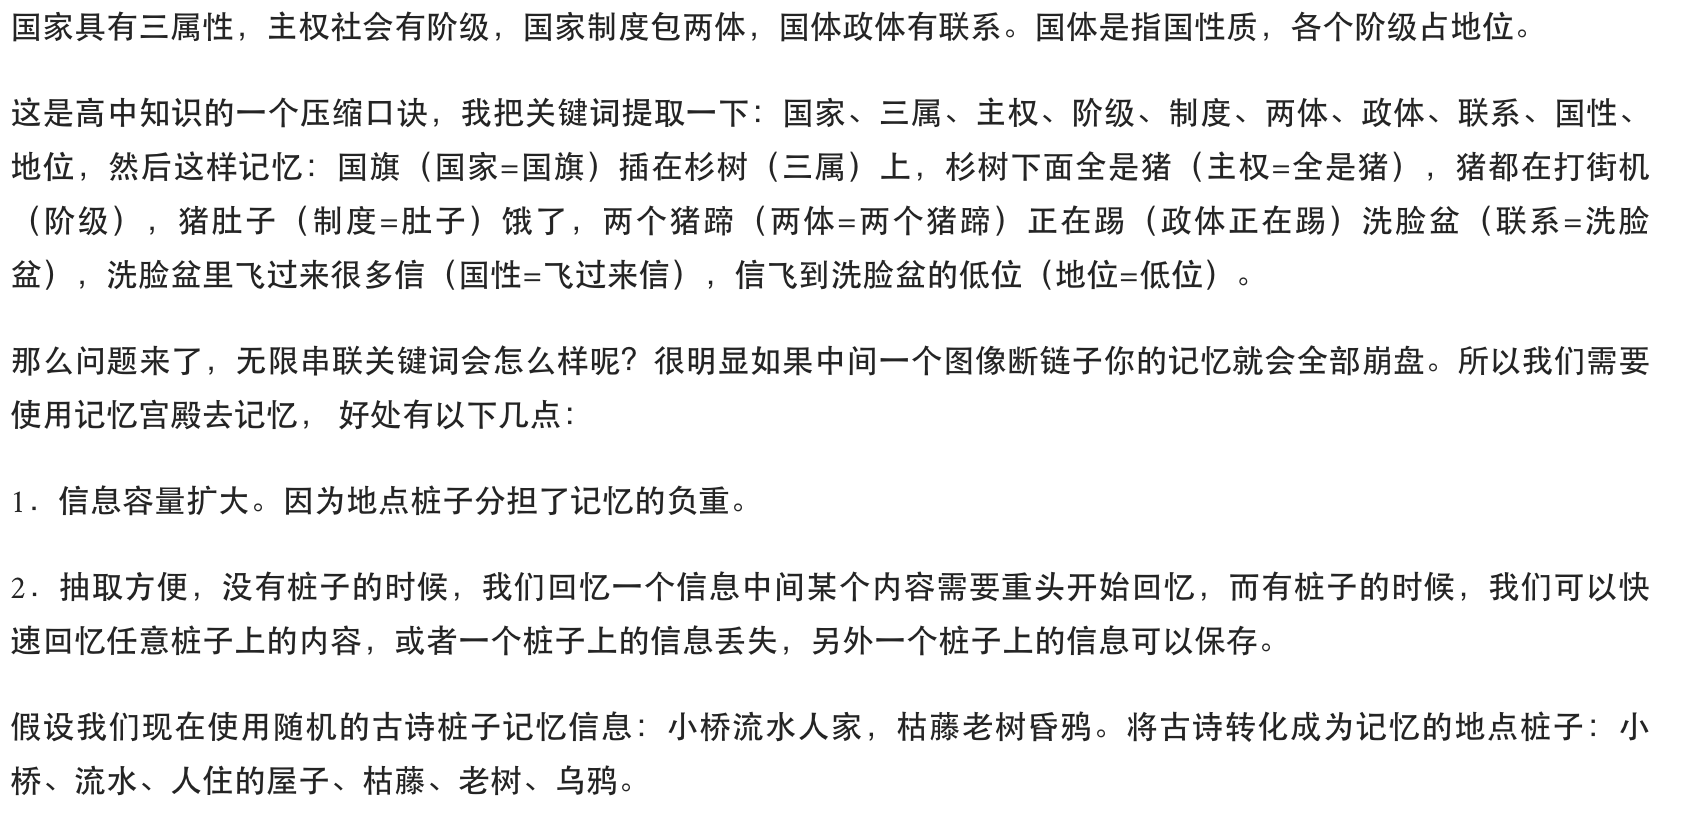 国家具有三属性，主权社会有阶级，国家制度包两体，国体政体有联系。国体是指国性质，各个阶级占地位。
这是高中知识的一个压缩口诀，我把关键词提取一下：国家、三属、主权、阶级、制度、两体、政体、联系、国性、
地位，然后这样记忆：国旗（国家=国旗）插在杉树（三属）上，杉树下面全是猪（主权=全是猪），猪都在打街机
（阶级），猪肚子（制度=肚子）饿了，两个猪蹄（两体=两个猪蹄）正在踢（政体正在踢）洗脸盆（联系=洗脸
盆），洗脸盆里飞过来很多信（国性=飞过来信），信飞到洗脸盆的低位（地位=低位）。
那么问题来了，无限串联关键词会怎么样呢？很明显如果中间一个图像断链子你的记忆就会全部崩盘。所以我们需要
使用记忆宫殿去记忆， 好处有以下几点：
1. 信息容量扩大。因为地点桩子分担了记忆的负重。
2. 抽取方便，没有桩子的时候，我们回忆一个信息中间某个内容需要重头开始回忆，而有桩子的时候，我们可以快
速回忆任意桩子上的内容，或者一个桩子上的信息丢失，另外一个桩子上的信息可以保存。
假设我们现在使用随机的古诗桩子记忆信息：小桥流水人家，枯藤老树昏鸦。将古诗转化成为记忆的地点桩子：小
桥、流水、人住的屋子、枯藤、老树、乌鸦。